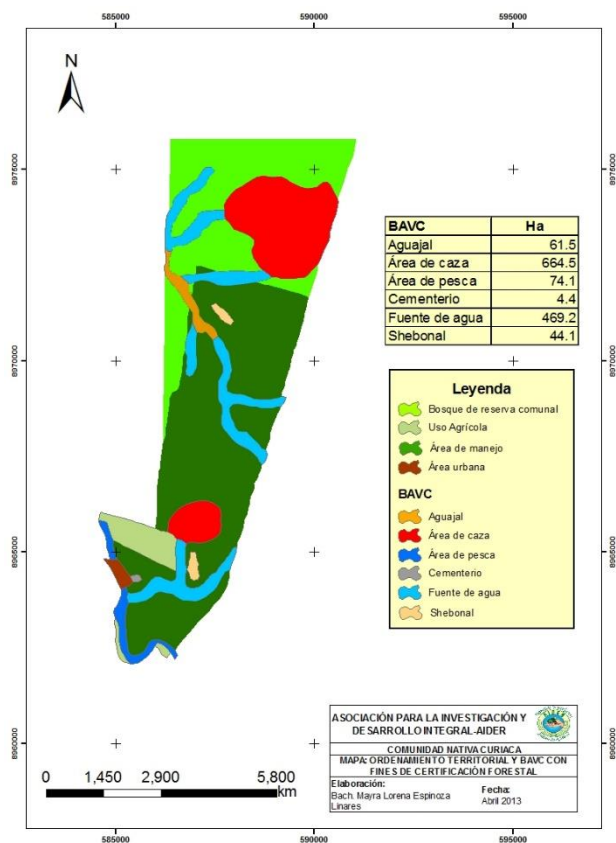 585000 590000 595000
N
8975000
8975000
BAVC Ha
Aguajal 61.5
Área de caza 664.5
Área de pesca 74.1
Cementerio 4.4
Fuente de agua 469.2
Shebonal 44.1
8970000
8970000
Leyenda
Bosque de reserva comunal
Uso Agrícola
Área de manejo
Área urbana
BAVC
Aguajal
Área de caza
Área de pesca
Cementerio
Fuente de agua
Shebonal
8965000
8965000
ASOCIACIÓN PARA LA INVESTIGACIÓN Y
DESARROLLO INTEGRAL-AIDER
COMUNIDAD NATIVA CURIACA
MAPA: ORDENAMIENTO TERRITORIAL Y BAVC CON
FINES DE CERTIFICACIÓN FORESTAL
Elaboración:
Bach. Mayra Lorena Espinoza
Linares
Fecha:
Abril 2013
8960000
8960000
0 1,450 2,900 5,800
km
585000 590000 595000